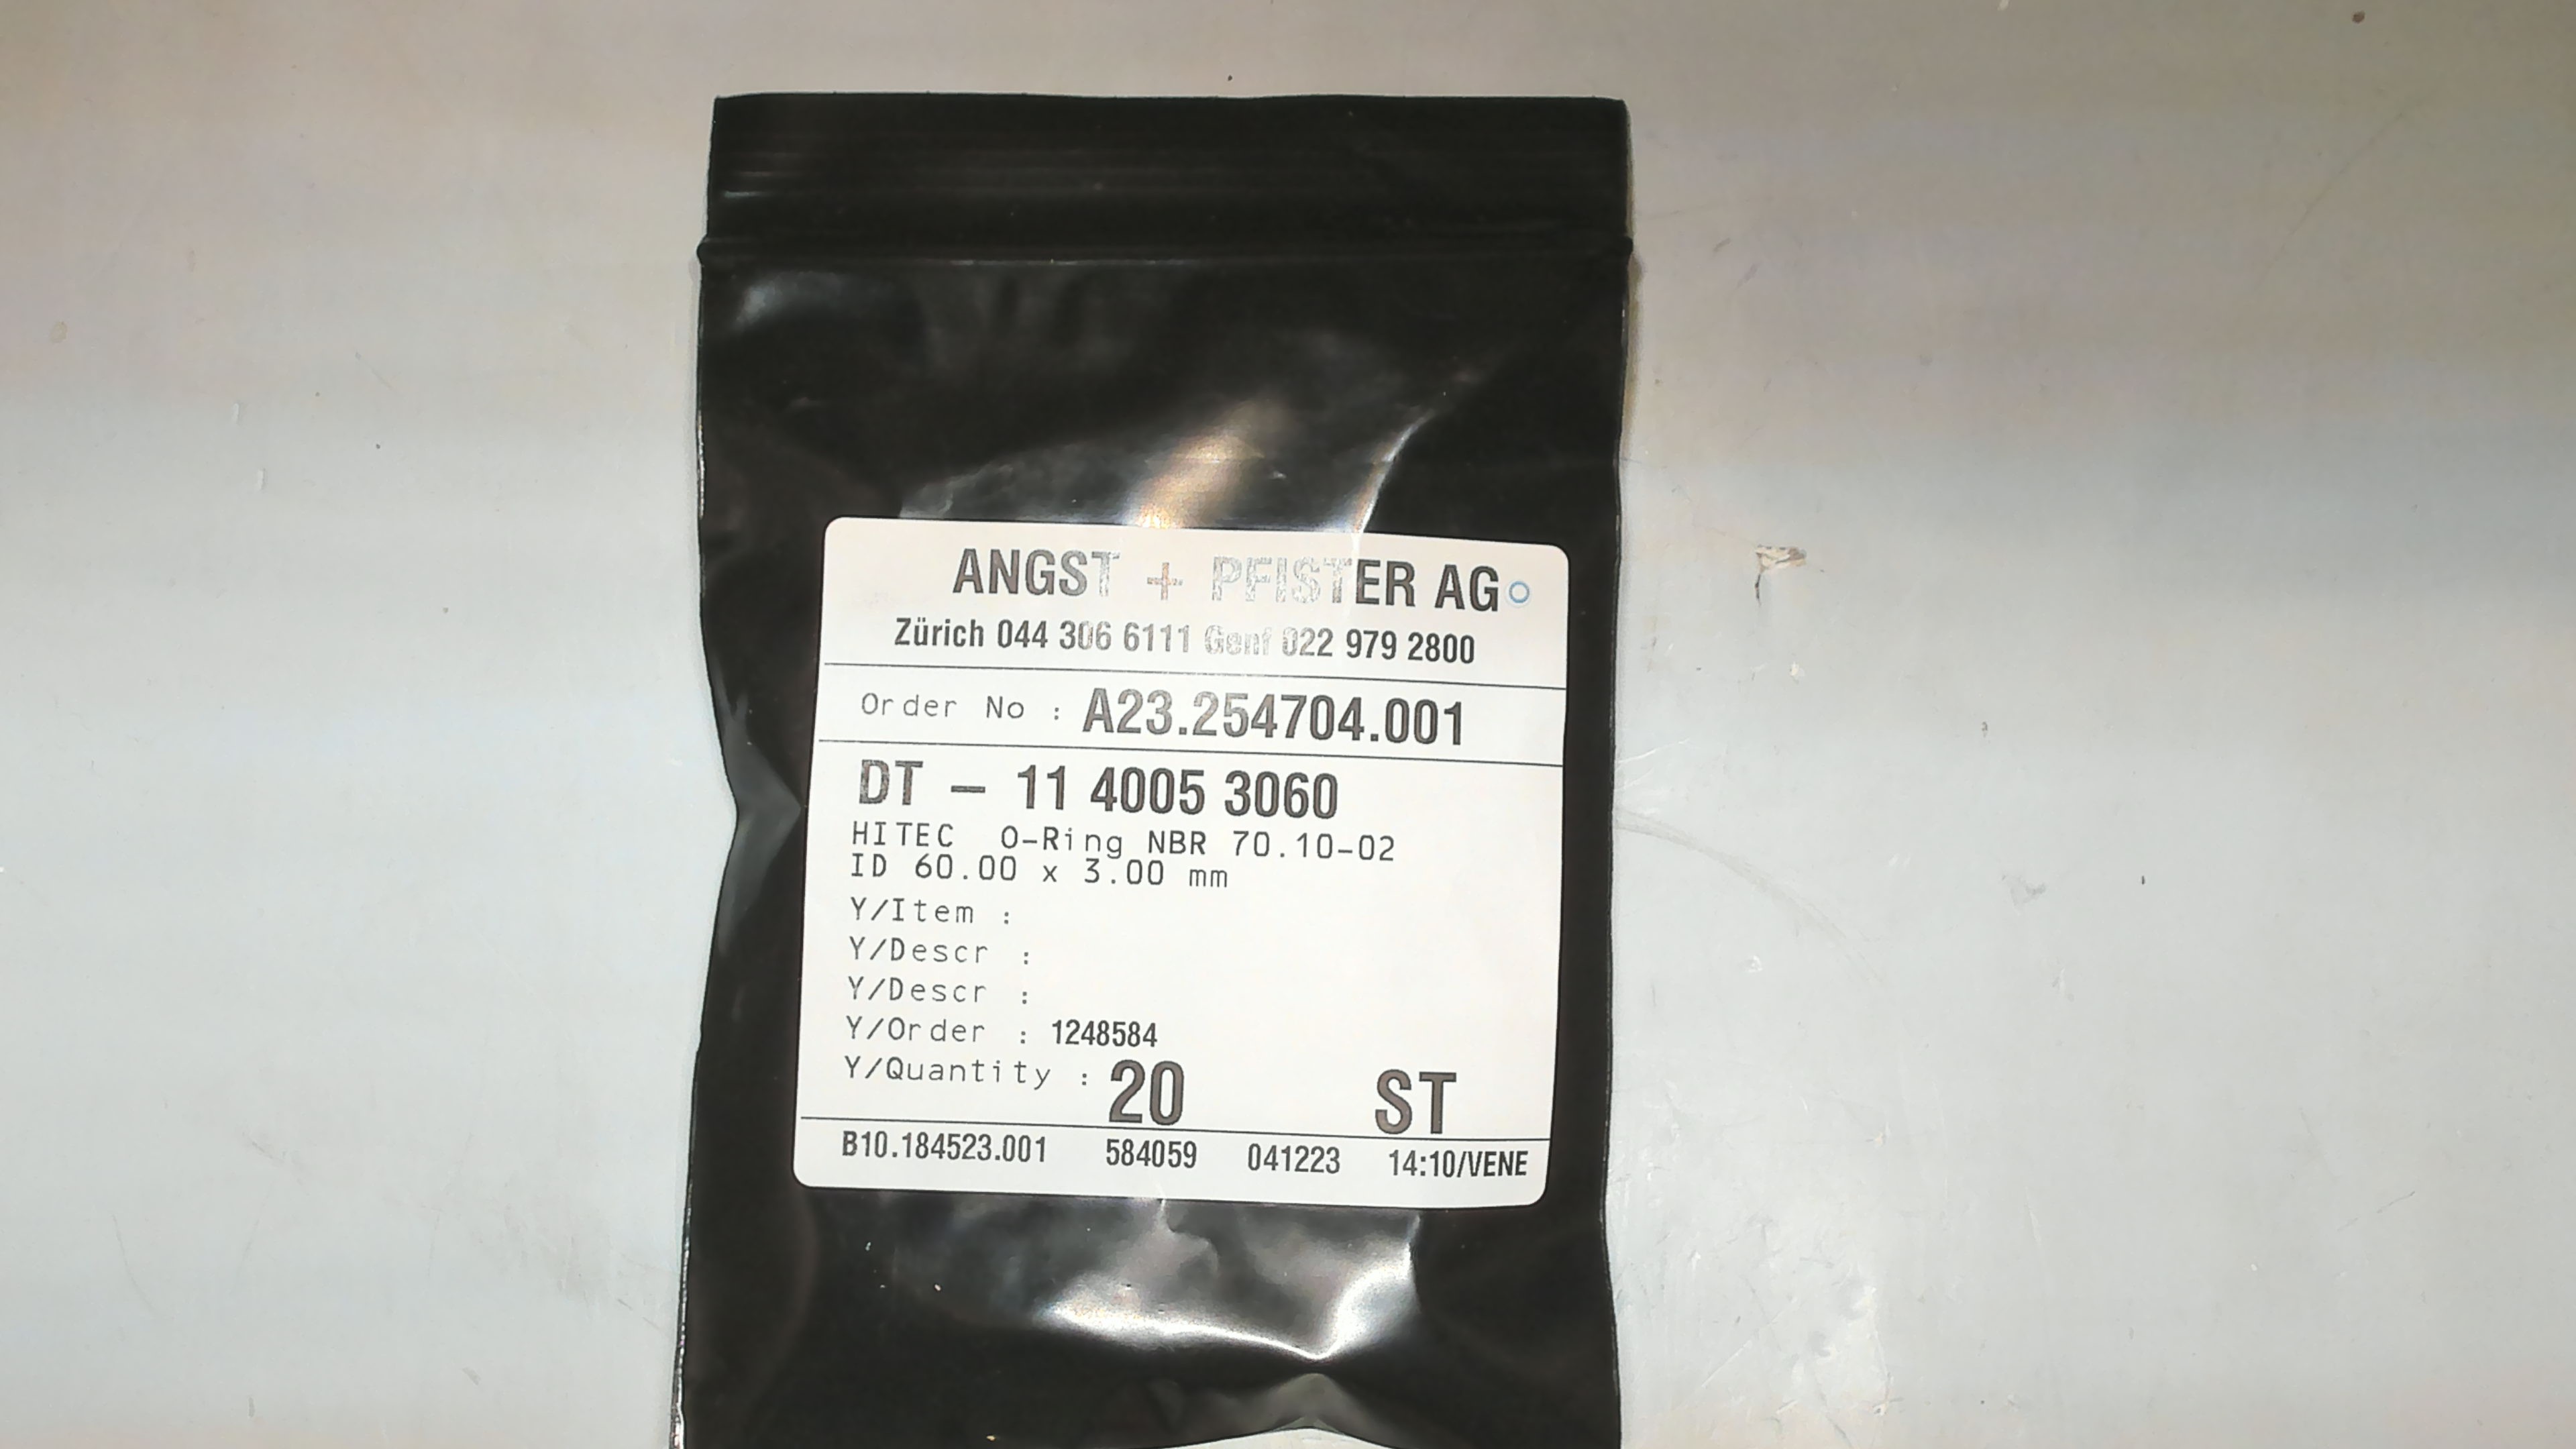 ANGST + PFISTER AG
Zürich 044 306 6111 Genf 022 979 2800
Order No : A23.254704.001
DT – 11 4005 3060
HITEC O-Ring NBR 70.10-02
ID 60.00 x 3.00 mm
Y/Item :
Y/Descr :
Y/Descr :
Y/Order : 1248584
Y/Quantity : 20 ST
B10.184523.001 584059 041223 14:10/VENE